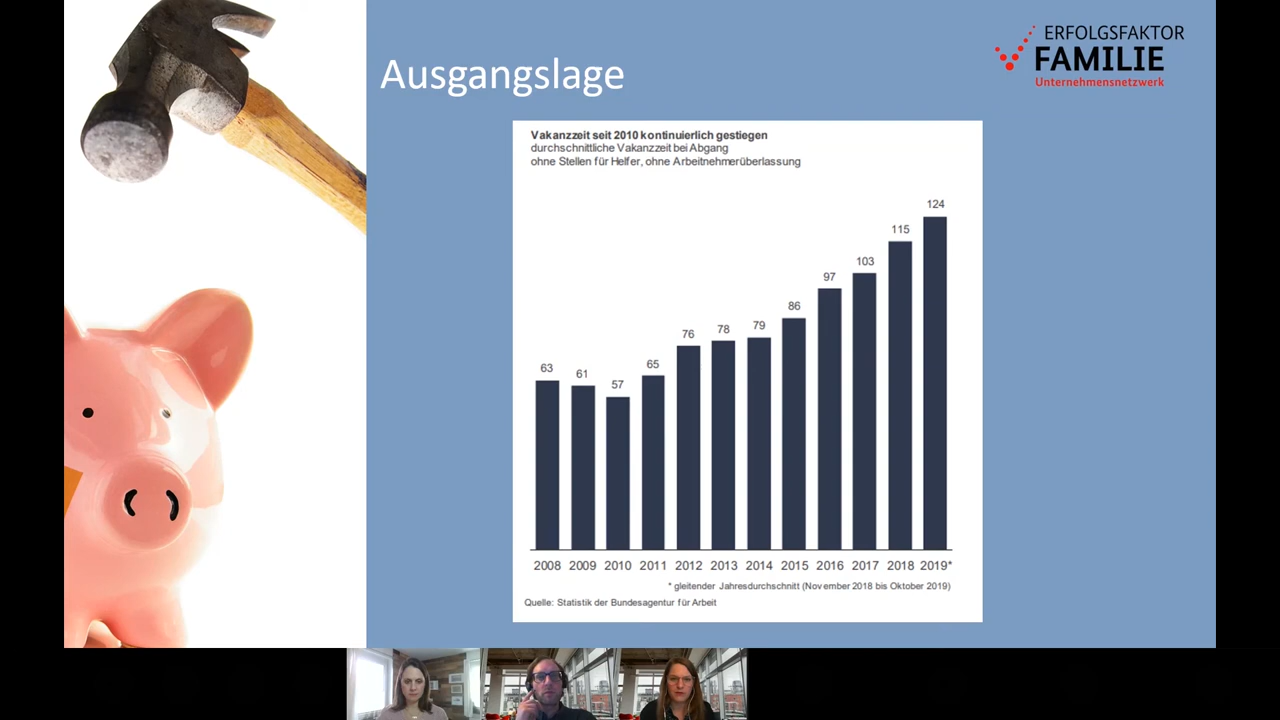 Ausgangslage
ERFOLGSFAKTOR
FAMILIE
Unternehmensnetzwerk
Vakanzzeit seit 2010 kontinuierlich gestiegen
durchschnittliche Vakanzzeit bei Abgang
ohne Stellen für Helfer, ohne Arbeitnehmerüberlassung
63 61 57 65 76 78 79 86 97 103 115 124
2008 2009 2010 2011 2012 2013 2014 2015 2016 2017 2018 2019*
* gleitender Jahresdurchschnitt (November 2018 bis Oktober 2019)
Quelle: Statistik der Bundesagentur für Arbeit